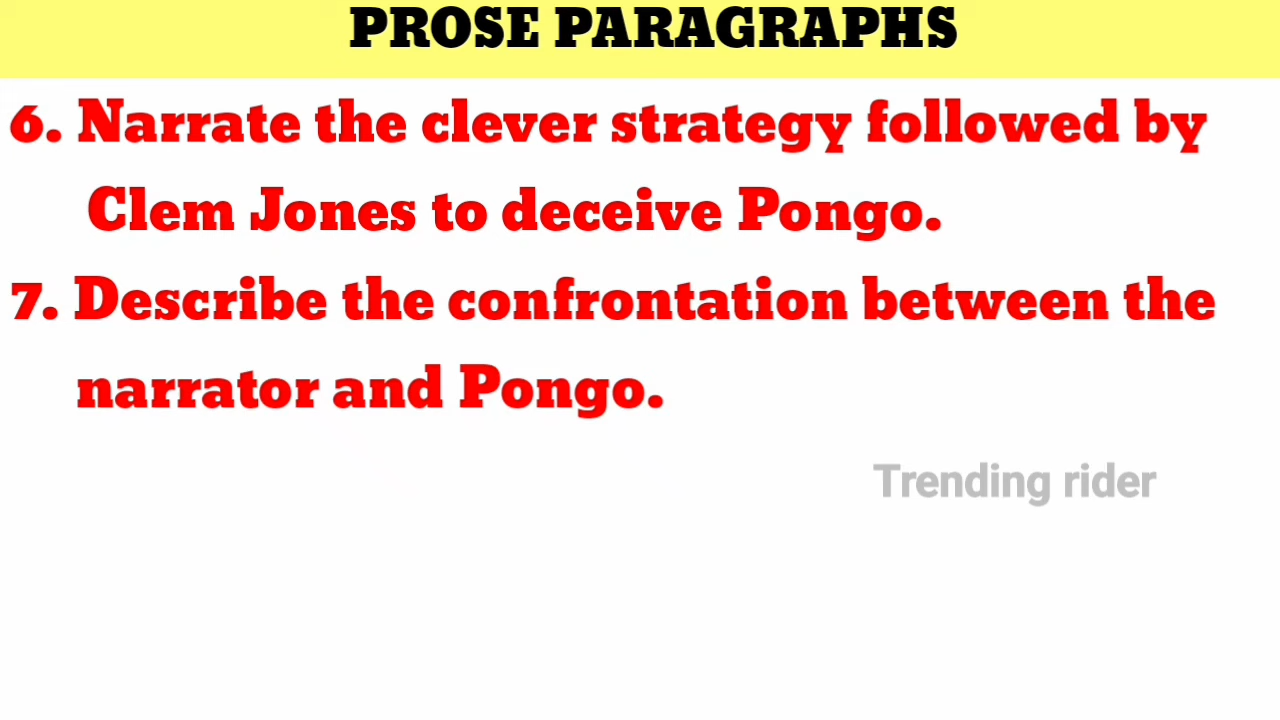 PROSE PARAGRAPHS
6. Narrate the clever strategy followed by
Clem Jones to deceive Pongo.
7. Describe the confrontation between the
narrator and Pongo.
Trending rider